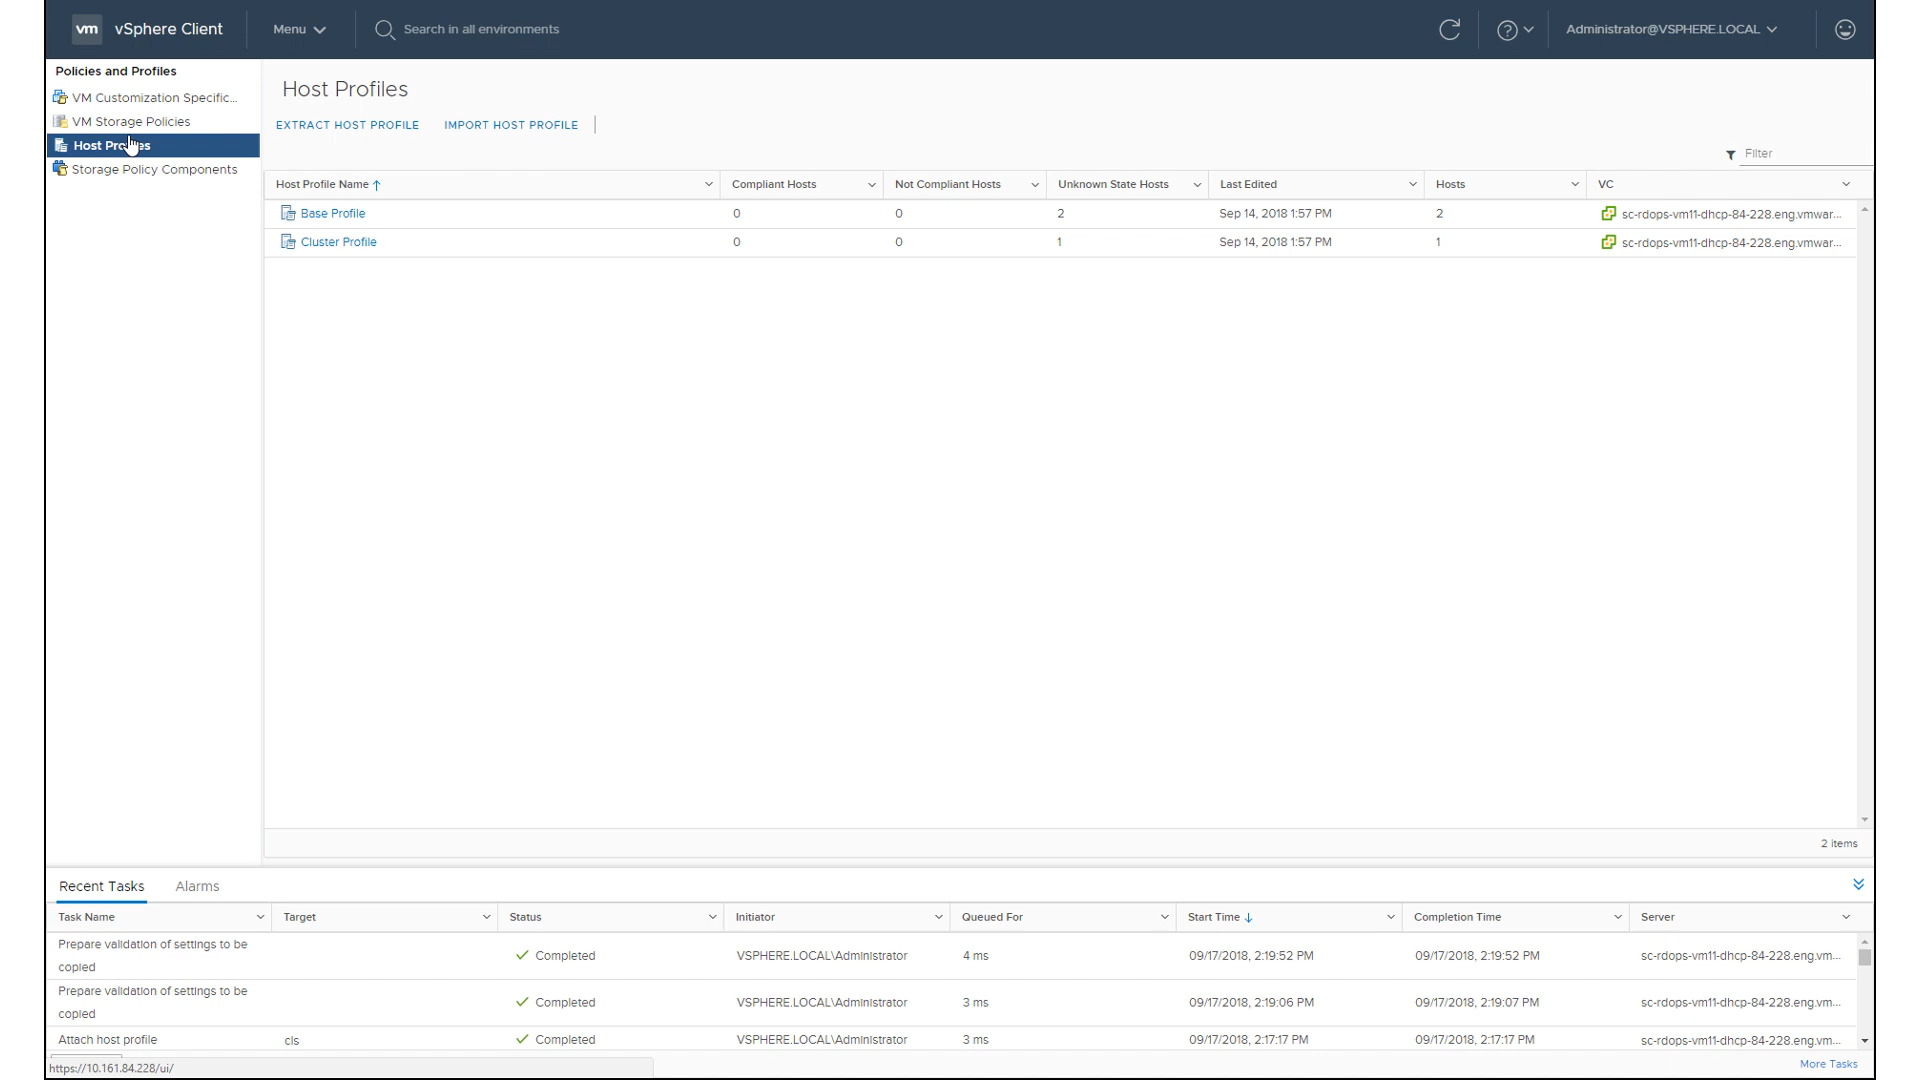 vm vSphere Client Menu Search in all environments Administrator@VSPHERE.LOCAL
Policies and Profiles
VM Customization Specific...
VM Storage Policies
Host Profiles
Storage Policy Components
Host Profiles
EXTRACT HOST PROFILE IMPORT HOST PROFILE
Filter
Host Profile Name Compliant Hosts Not Compliant Hosts Unknown State Hosts Last Edited Hosts VC
Base Profile 0 0 2 Sep 14, 2018 1:57 PM 2 sc-rdops-vm11-dhcp-84-228.eng.vmwar...
Cluster Profile 0 0 1 Sep 14, 2018 1:57 PM 1 sc-rdops-vm11-dhcp-84-228.eng.vmwar...
2 items
Recent Tasks Alarms
Task Name Target Status Initiator Queued For Start Time Completion Time Server
Prepare validation of settings to be
copied Completed VSPHERE.LOCAL\Administrator 4 ms 09/17/2018, 2:19:52 PM 09/17/2018, 2:19:52 PM sc-rdops-vm11-dhcp-84-228.eng.vm...
Prepare validation of settings to be
copied Completed VSPHERE.LOCAL\Administrator 3 ms 09/17/2018, 2:19:06 PM 09/17/2018, 2:19:07 PM sc-rdops-vm11-dhcp-84-228.eng.vm...
Attach host profile cls Completed VSPHERE.LOCAL\Administrator 3 ms 09/17/2018, 2:17:17 PM 09/17/2018, 2:17:17 PM sc-rdops-vm11-dhcp-84-228.eng.vm...
More Tasks
https://10.161.84.228/ui/